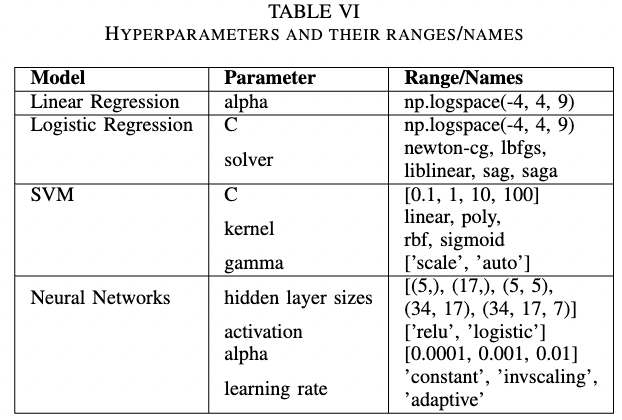 TABLE VI
HYPERPARAMETERS AND THEIR RANGES/NAMES
Model Parameter Range/Names
Linear Regression alpha np.logspace(-4, 4, 9)
Logistic Regression C np.logspace(-4, 4, 9)
solver newton-cg, lbfgs,
liblinear, sag, saga
SVM C [0.1, 1, 10, 100]
kernel linear, poly,
rbf, sigmoid
gamma ['scale', 'auto']
Neural Networks hidden layer sizes [(5,), (17,), (5, 5),
(34, 17), (34, 17, 7)]
activation ['relu', 'logistic']
alpha [0.0001, 0.001, 0.01]
learning rate 'constant', 'invscaling',
'adaptive'